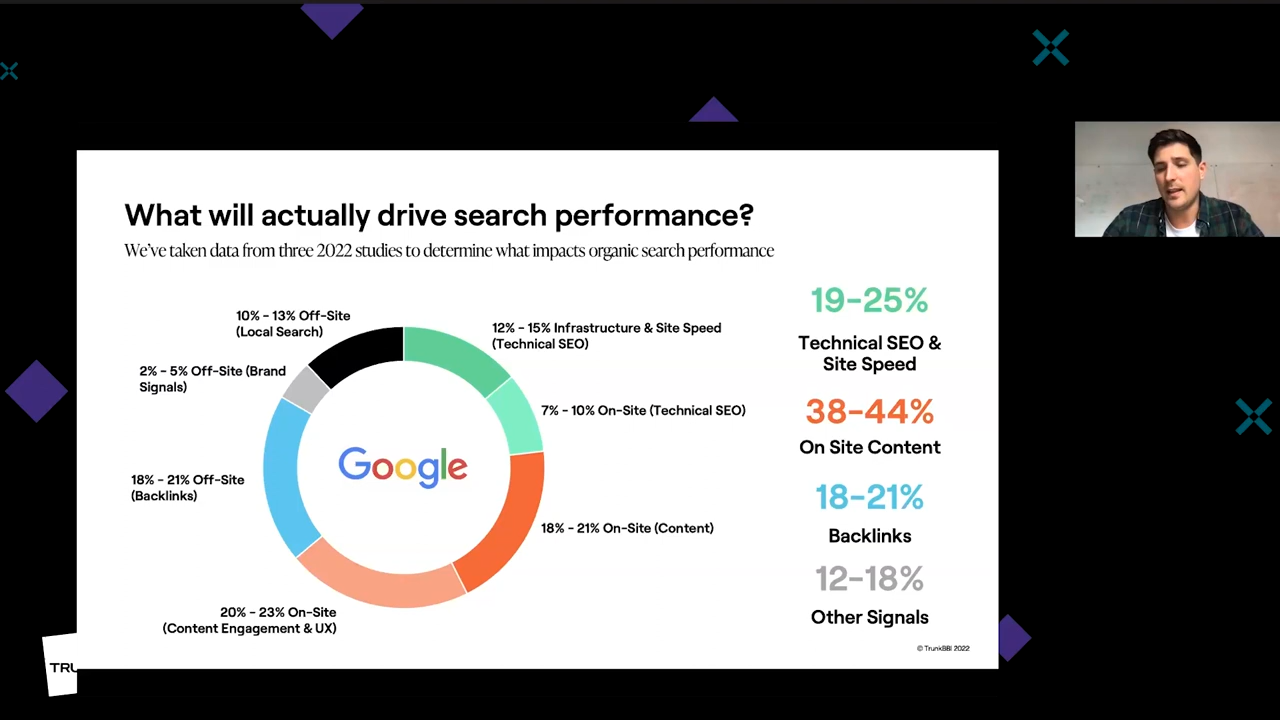 What will actually drive search performance?
We've taken data from three 2022 studies to determine what impacts organic search performance
10% - 13% Off-Site
(Local Search)
2% - 5% Off-Site (Brand
Signals)
18% - 21% Off-Site
(Backlinks)
20% - 23% On-Site
(Content Engagement & UX)
12% - 15% Infrastructure & Site Speed
(Technical SEO)
7% - 10% On-Site (Technical SEO)
18% - 21% On-Site (Content)
Google
19-25%
Technical SEO &
Site Speed
38-44%
On Site Content
18-21%
Backlinks
12-18%
Other Signals
© TrunkBBI 2022
TRU